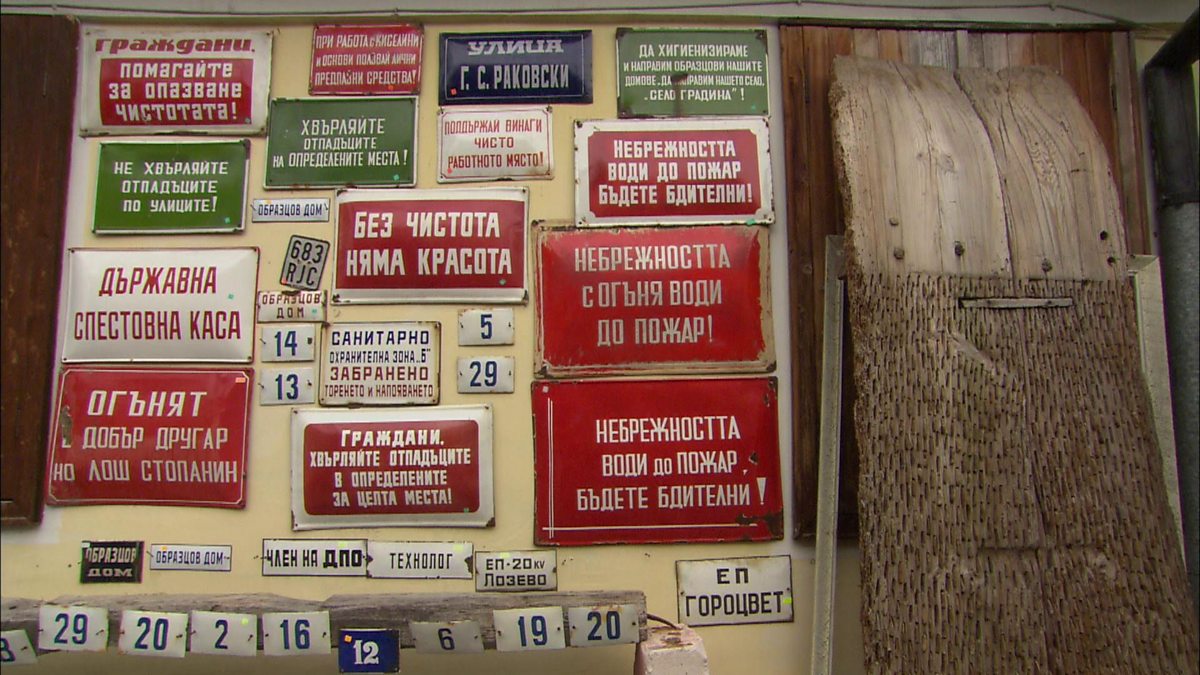 Граждани,
ПОМАГАЙТЕ
ЗА ОПАЗВАНЕ
ЧИСТОТАТА!
ПРИ РАБОТА С КИСЕЛИНИ
И ОСНОВИ ПОЛЗВАЙ ЛИЧНИ
ПРЕДПАЗНИ СРЕДСТВА!
УЛИЦА
Г. С. РАКОВСКИ
ДА ХИГИЕНИЗИРАМЕ
И НАПРАВИМ ОБРАЗЦОВИ НАШИТЕ
ДОМОВЕ. ДА НАПРАВИМ НАШЕТО СЕЛО
„СЕЛО ГРАДИНА"!
ХВЪРЛЯЙТЕ
ОТПАДЪЦИТЕ
НА ОПРЕДЕЛЕНИТЕ МЕСТА!
ПОДДЪРЖАЙ ВИНАГИ
ЧИСТО
РАБОТНОТО МЯСТО!
НЕБРЕЖНОСТТА
ВОДИ ДО ПОЖАР
БЪДЕТЕ БДИТЕЛНИ!
НЕ ХВЪРЛЯЙТЕ
ОТПАДЪЦИТЕ
ПО УЛИЦИТЕ!
ОБРАЗЦОВ ДОМ
БЕЗ ЧИСТОТА
НЯМА КРАСОТА
683
RJC
ДЪРЖАВНА
СПЕСТОВНА КАСА
ОБРАЗЦОВ
ДОМ
НЕБРЕЖНОСТТА
С ОГЪНЯ ВОДИ
ДО ПОЖАР!
14
13
САНИТАРНО
ОХРАНИТЕЛНА ЗОНА „Б"
ЗАБРАНЕНО
ТОРЕНЕТО И НАПОЯВАНЕТО
5
29
ОГЪНЯТ
Е ДОБЪР ДРУГАР
НО ЛОШ СТОПАНИН
ГРАЖДАНИ,
ХВЪРЛЯЙТЕ ОТПАДЪЦИТЕ
В ОПРЕДЕЛЕНИТЕ
ЗА ЦЕЛТА МЕСТА!
НЕБРЕЖНОСТТА
ВОДИ ДО ПОЖАР,
БЪДЕТЕ БДИТЕЛНИ!
ОБРАЗЦОВ
ДОМ
ОБРАЗЦОВ ДОМ
ЧЛЕН НА ДПО
ТЕХНОЛОГ
ЕП-20 KV
ЛОЗЕВО
ЕП
ГОРОЦВЕТ
29
20
2
16
12
6
19
20